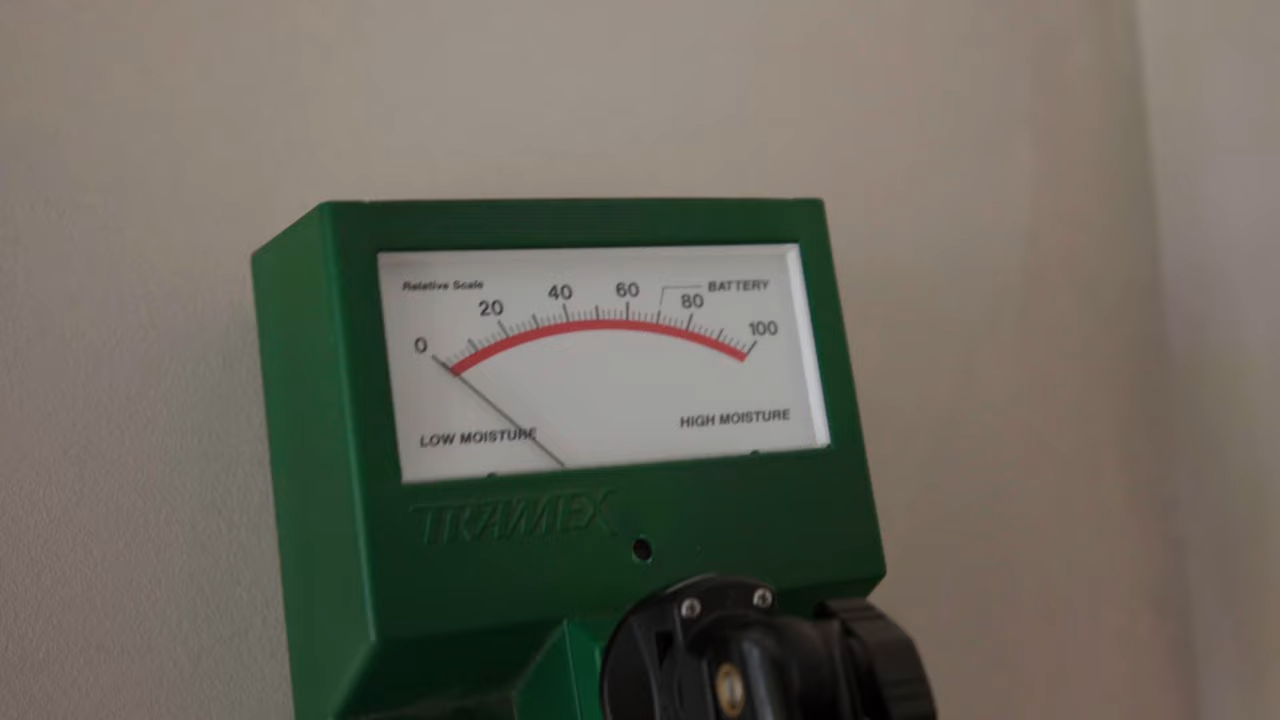 Relative Scale
BATTERY
0 20 40 60 80 100
LOW MOISTURE
HIGH MOISTURE
TRAMEX